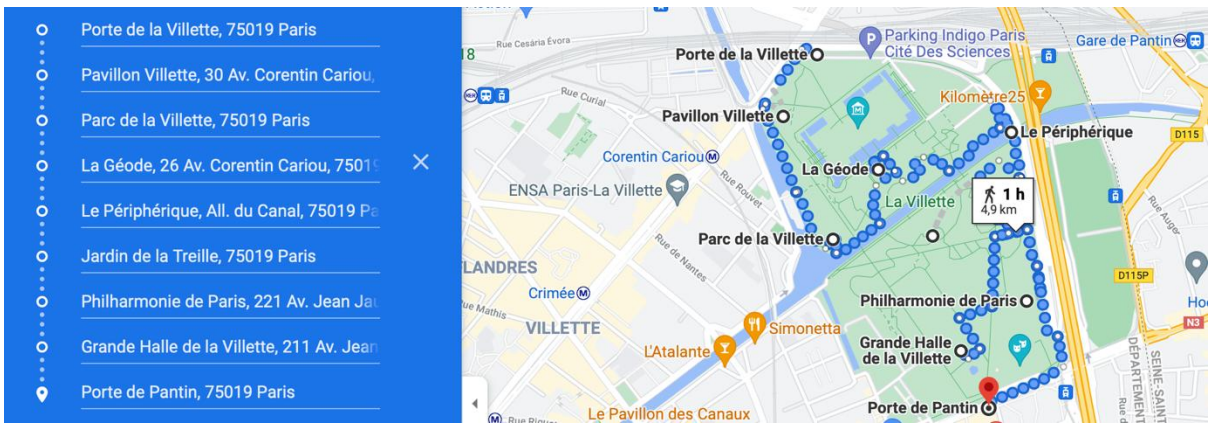 Porte de la Villette, 75019 Paris
Pavillon Villette, 30 Av. Corentin Cariou,
Parc de la Villette, 75019 Paris
La Géode, 26 Av. Corentin Cariou, 7501
Le Périphérique, All. du Canal, 75019 Pa
Jardin de la Treille, 75019 Paris
Philharmonie de Paris, 221 Av. Jean Jau
Grande Halle de la Villette, 211 Av. Jean
Porte de Pantin, 75019 Paris
18
Rue Cesária Évora
Porte de la Villette
Parking Indigo Paris
Cité Des Sciences
Gare de Pantin
Rue Curial
Kilomètre25
Pavillon Villette
Le Périphérique
D115
Corentin Cariou
La Géode
ENSA Paris-La Villette
Rue Rouvet
La Villette
1 h
4,9 km
Rue Auger
Parc de la Villette
Rue de Nantes
LANDRES
D115P
Crimée
Philharmonie de Paris
Hô
Rue Mathis
VILLETTE
Simonetta
N3
Grande Halle
de la Villette
L'Atalante
DÉPARTEMENT
SEINE-SAINT
Porte de Pantin
Le Pavillon des Canaux